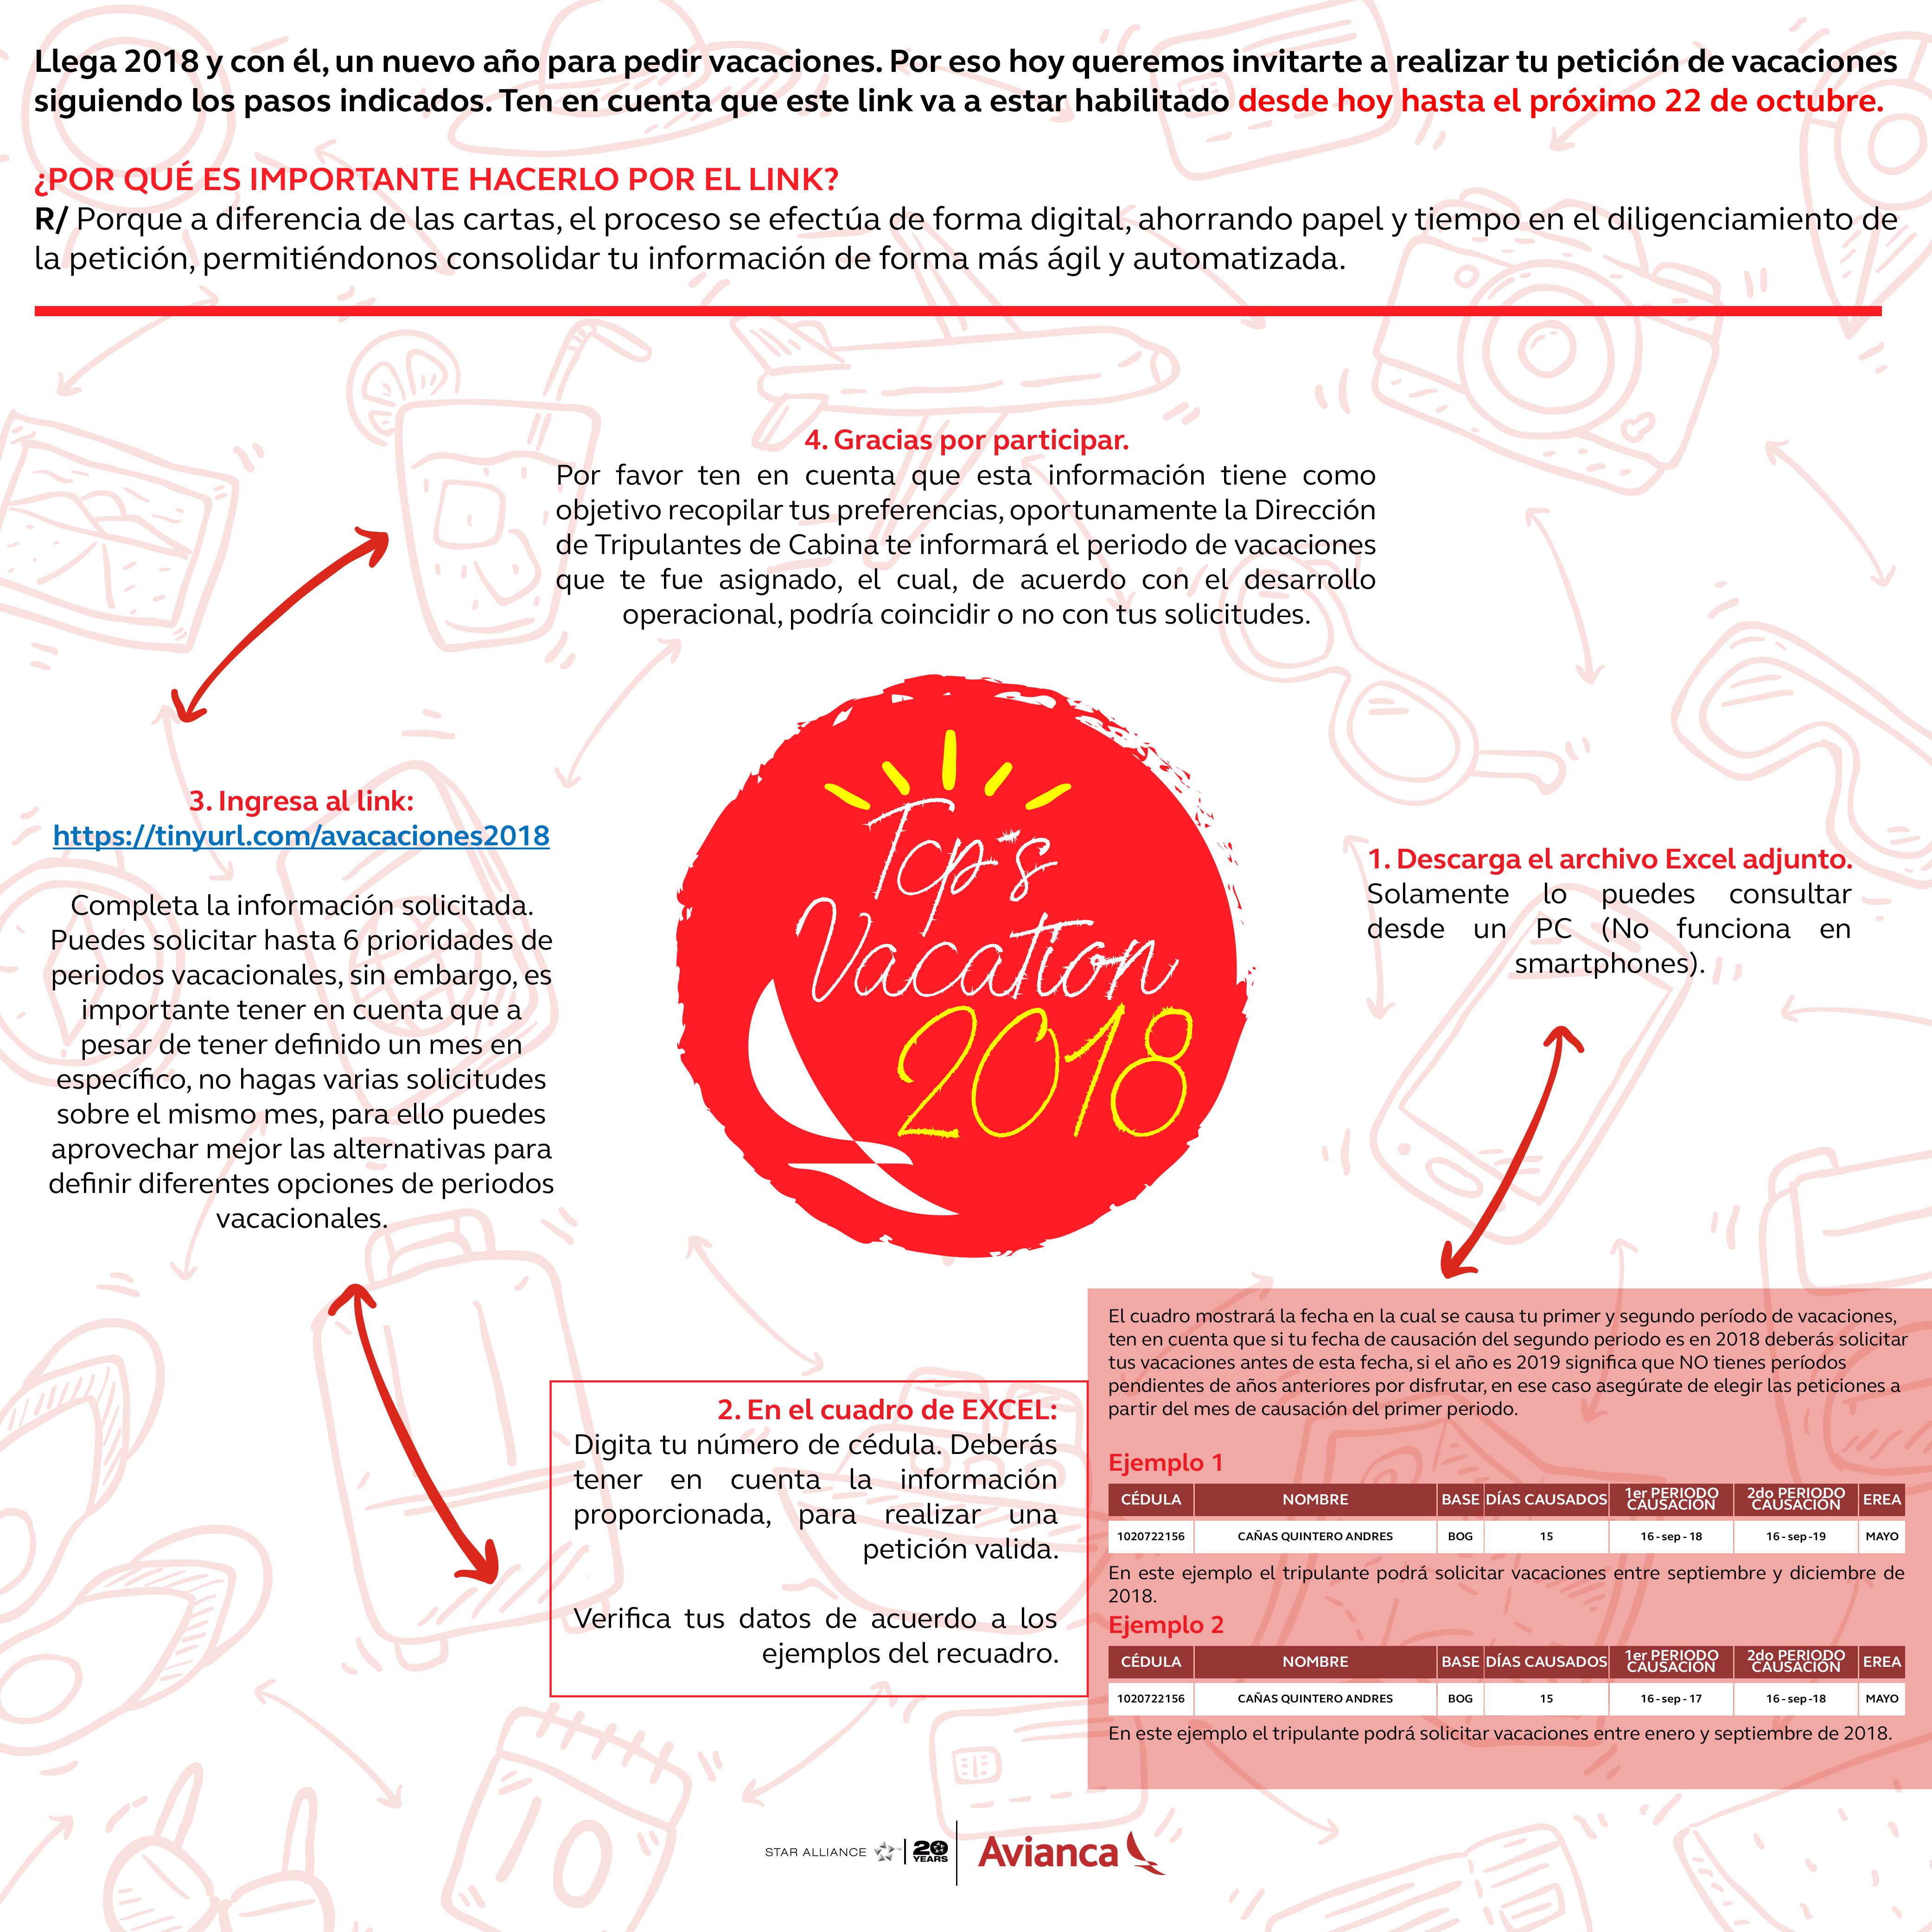 Llega 2018 y con él, un nuevo año para pedir vacaciones. Por eso hoy queremos invitarte a realizar tu petición de vacaciones
siguiendo los pasos indicados. Ten en cuenta que este link va a estar habilitado desde hoy hasta el próximo 22 de octubre.
¿POR QUÉ ES IMPORTANTE HACERLO POR EL LINK?
R/ Porque a diferencia de las cartas, el proceso se efectúa de forma digital, ahorrando papel y tiempo en el diligenciamiento de
la petición, permitiéndonos consolidar tu información de forma más ágil y automatizada.
4. Gracias por participar.
Por favor ten en cuenta que esta información tiene como
objetivo recopilar tus preferencias, oportunamente la Dirección
de Tripulantes de Cabina te informará el periodo de vacaciones
que te fue asignado, el cual, de acuerdo con el desarrollo
operacional, podría coincidir o no con tus solicitudes.
3. Ingresa al link:
https://tinyurl.com/avacaciones2018
Completa la información solicitada.
Puedes solicitar hasta 6 prioridades de
periodos vacacionales, sin embargo, es
importante tener en cuenta que a
pesar de tener definido un mes en
específico, no hagas varias solicitudes
sobre el mismo mes, para ello puedes
aprovechar mejor las alternativas para
definir diferentes opciones de periodos
vacacionales.
Tcp's
Vacation
2018
1. Descarga el archivo Excel adjunto.
Solamente lo puedes consultar
desde un PC (No funciona en
smartphones).
2. En el cuadro de EXCEL:
Digita tu número de cédula. Deberás
tener en cuenta la información
proporcionada, para realizar una
petición valida.
Verifica tus datos de acuerdo a los
ejemplos del recuadro.
El cuadro mostrará la fecha en la cual se causa tu primer y segundo período de vacaciones,
ten en cuenta que si tu fecha de causación del segundo periodo es en 2018 deberás solicitar
tus vacaciones antes de esta fecha, si el año es 2019 significa que NO tienes períodos
pendientes de años anteriores por disfrutar, en ese caso asegúrate de elegir las peticiones a
partir del mes de causación del primer periodo.
Ejemplo 1
CÉDULA NOMBRE BASE DÍAS CAUSADOS 1er PERIODO CAUSACIÓN 2do PERIODO CAUSACIÓN EREA
1020722156 CAÑAS QUINTERO ANDRES BOG 15 16 - sep - 18 16 - sep -19 MAYO
En este ejemplo el tripulante podrá solicitar vacaciones entre septiembre y diciembre de
2018.
Ejemplo 2
CÉDULA NOMBRE BASE DÍAS CAUSADOS 1er PERIODO CAUSACIÓN 2do PERIODO CAUSACIÓN EREA
1020722156 CAÑAS QUINTERO ANDRES BOG 15 16 - sep - 17 16 - sep -18 MAYO
En este ejemplo el tripulante podrá solicitar vacaciones entre enero y septiembre de 2018.
10
STAR ALLIANCE 20 YEARS Avianca